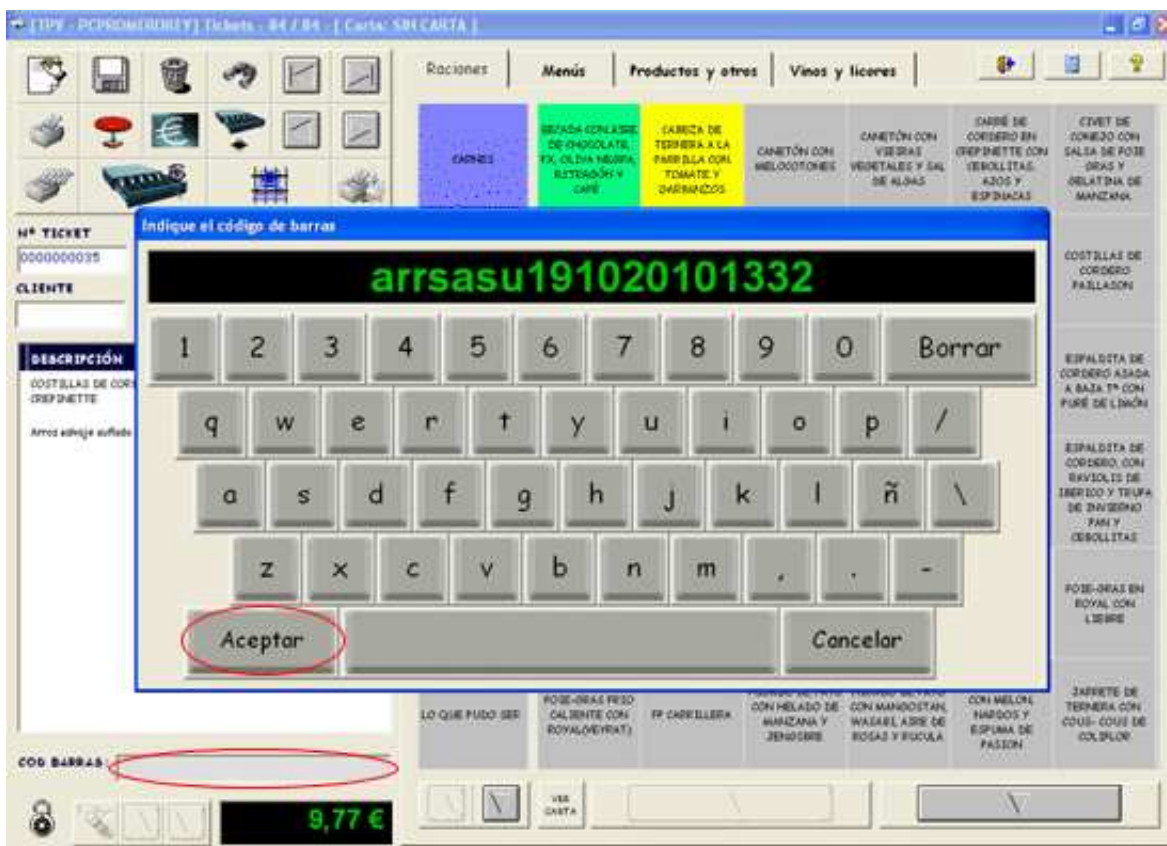 [TPV - PCPROMEROREY] Tickets - 84 / 84 - [ Carta: SIN CARTA ]
Raciones
Menús
Productos y otros
Vinos y licores
CARNES
BECADA CON AIRE
DE CHOCOLATE,
FX, OLIVA NEGRA,
ESTRAGÓN Y
CAFÉ
CABEZA DE
TERNERA A LA
PARRILLA CON
TOMATE Y
GARBANZOS
CANETÓN CON
MELOCOTONES
CANETÓN CON
VIEIRAS
VEGETALES Y SAL
DE ALGAS
CARRÉ DE
CORDERO EN
CREPINETTE CON
CEBOLLITAS,
AJOS Y
ESPINACAS
CIVET DE
CONEJO CON
SALSA DE FOIE
GRAS Y
GELATINA DE
MANZANA
Nº TICKET
0000000035
CLIENTE
DESCRIPCIÓN
COSTILLAS DE
CREPINETTE
Arroz salvaje suflado
Indique el código de barras
arrsasu191020101332
1 2 3 4 5 6 7 8 9 0 Borrar
q w e r t y u i o p /
a s d f g h j k l ñ \
z x c v b n m , . -
Aceptar
Cancelar
COSTILLAS DE
CORDERO
PAILLASON
ESPALDITA DE
CORDERO ASADA
A BAJA Tª CON
PURÉ DE LIMÓN
ESPALDITA DE
CORDERO, CON
RAVIOLIS DE
IBERICO Y TRUFA
DE INVIERNO
PAN Y
CEBOLLITAS
FOIE-GRAS EN
ROYAL CON
LIEBRE
LO QUE PUDO SER
FOIE-GRAS FRIO
CALIENTE CON
ROYAL(VEYRAT)
FP CARRILLERA
CON HELADO DE
MANZANA Y
JENGIBRE
CON MANGOSTAN,
WASABI, AIRE DE
ROSAS Y RUCULA
CON MELON,
NARDOS Y
ESPUMA DE
PASION
JARRETE DE
TERNERA CON
COUS- COUS DE
COLIFLOR
COD BARRAS
9,77 €
\
\
VER
CARTA
\
\